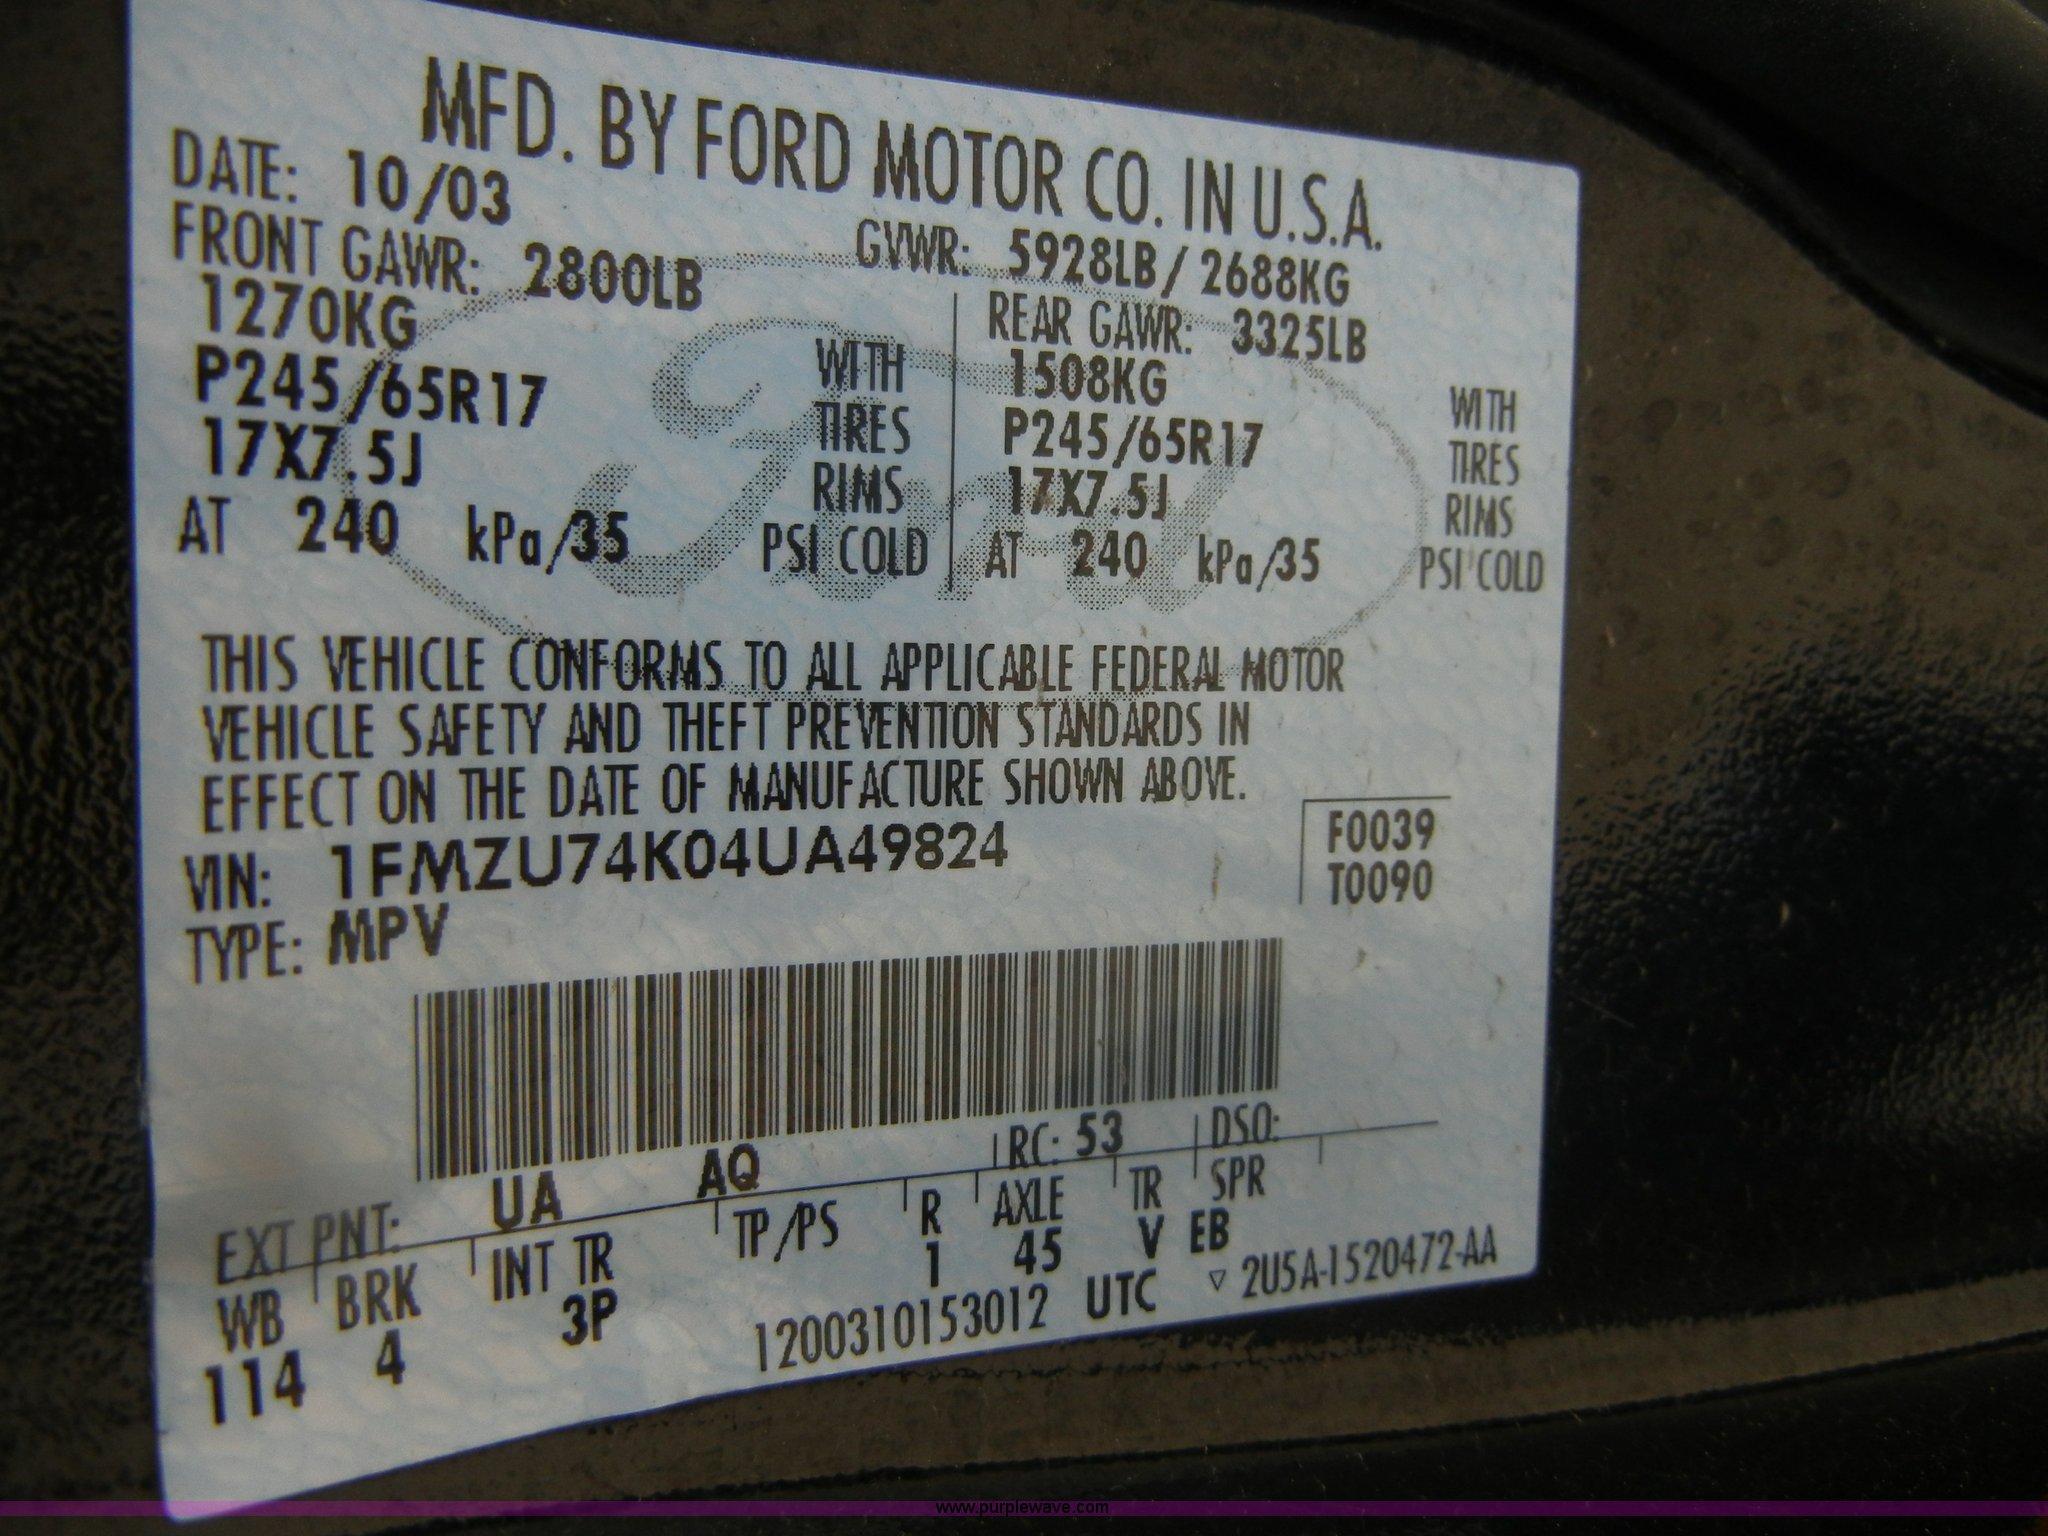 MFD. BY FORD MOTOR CO. IN U.S.A.
DATE: 10/03
GVWR: 5928LB / 2688KG
FRONT GAWR: 2800LB
1270KG
P245/65R17
17X7.5J
AT 240 kPa/35
WITH
TIRES
RIMS
PSI COLD
REAR GAWR: 3325LB
1508KG
P245/65R17
17X7.5J
AT 240 kPa/35
WITH
TIRES
RIMS
PSI COLD
Ford
THIS VEHICLE CONFORMS TO ALL APPLICABLE FEDERAL MOTOR
VEHICLE SAFETY AND THEFT PREVENTION STANDARDS IN
EFFECT ON THE DATE OF MANUFACTURE SHOWN ABOVE.
VIN: 1FMZU74K04UA49824
TYPE: MPV
F0039
T0090
EXT PNT: UA AQ RC: 53 DSO:
WB BRK INT TR TP/PS R AXLE TR SPR
114 4 3P 1 45 V EB
1200310153012 UTC ▽ 2U5A-1520472-AA
www.purplewave.com